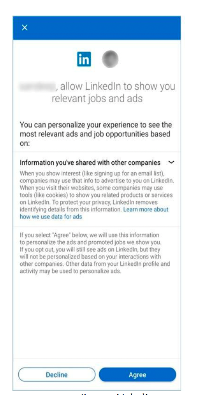 in
, allow LinkedIn to show you
relevant jobs and ads
You can personalize your experience to see the
most relevant ads and job opportunities based
on:
Information you've shared with other companies
When you show interest (like signing up for an email list),
companies may use that info to advertise to you on LinkedIn.
When you visit their websites, some companies may use
tools (like cookies) to show you related products or services
on LinkedIn. To protect your privacy, LinkedIn removes
identifying details from this information. Learn more about
how we use data for ads
If you select "Agree" below, we will use this information
to personalize the ads and promoted jobs we show you.
If you opt out, you will still see ads on LinkedIn, but they
will not be personalized based on your interactions with
other companies. Other data from your LinkedIn profile and
activity may be used to personalize ads.
Decline
Agree